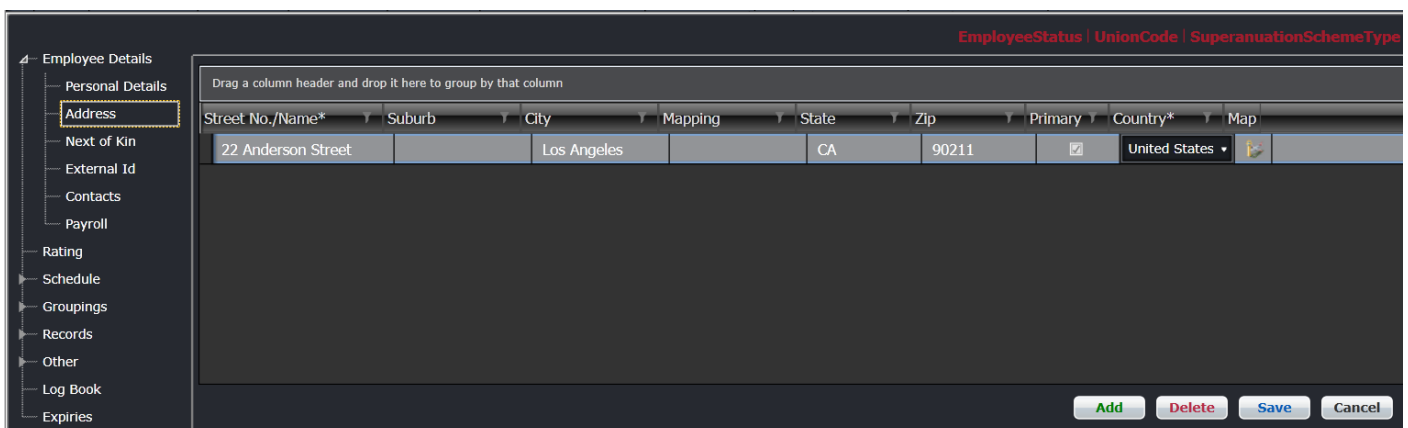 EmployeeStatus | UnionCode | SuperanuationSchemeType
Employee Details
Personal Details
Address
Next of Kin
External Id
Contacts
Payroll
Rating
Schedule
Groupings
Records
Other
Log Book
Expiries
Drag a column header and drop it here to group by that column
Street No./Name* Suburb City Mapping State Zip Primary Country* Map
22 Anderson Street Los Angeles CA 90211 United States
Add Delete Save Cancel